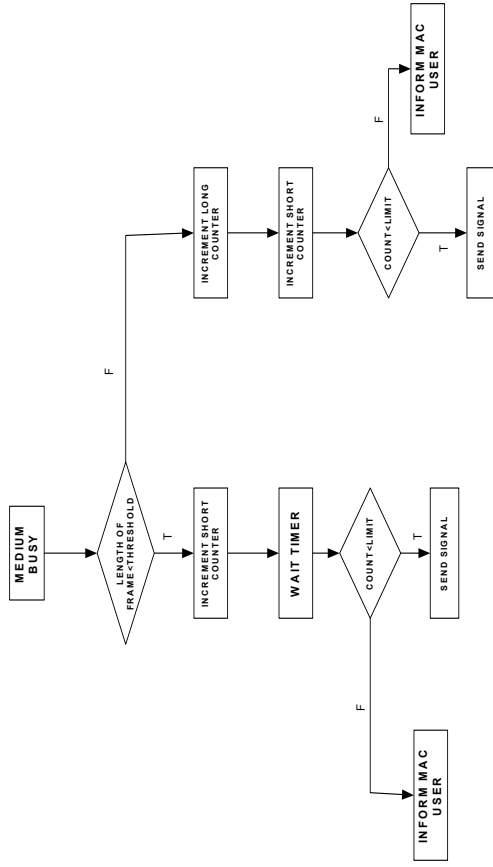 MEDIUM
BUSY
LENGTH OF
FRAME<THRESHOLD
F
T
INCREMENT SHORT
COUNTER
WAIT TIMER
COUNT<LIMIT
F
T
SEND SIGNAL
INFORM MAC
USER
INCREMENT LONG
COUNTER
INCREMENT SHORT
COUNTER
COUNT<LIMIT
F
T
SEND SIGNAL
INFORM MAC
USER